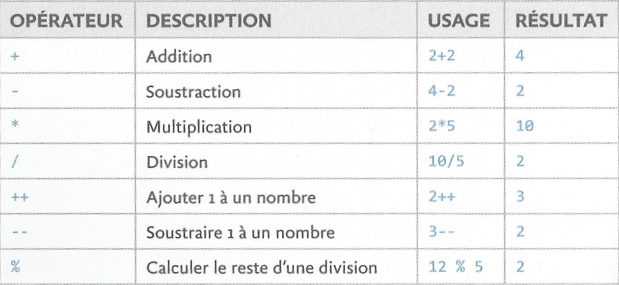 OPÉRATEUR DESCRIPTION USAGE RÉSULTAT
+ Addition 2+2 4
- Soustraction 4-2 2
* Multiplication 2*5 10
/ Division 10/5 2
++ Ajouter 1 à un nombre 2++ 3
-- Soustraire 1 à un nombre 3-- 2
% Calculer le reste d'une division 12 % 5 2